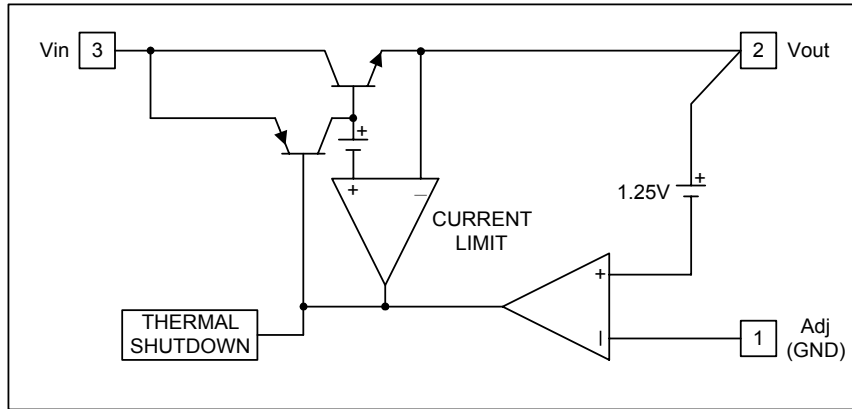 Vin 3
2 Vout
+
+ –
CURRENT
LIMIT
1.25V +
+
–
THERMAL
SHUTDOWN
1 Adj
(GND)